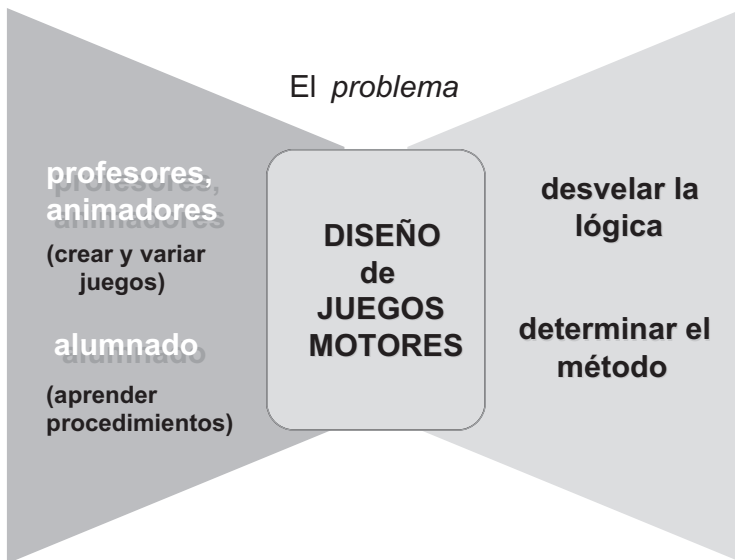 El problema
profesores,
animadores
(crear y variar
juegos)
alumnado
(aprender
procedimientos)
DISEÑO
de
JUEGOS
MOTORES
desvelar la
lógica
determinar el
método